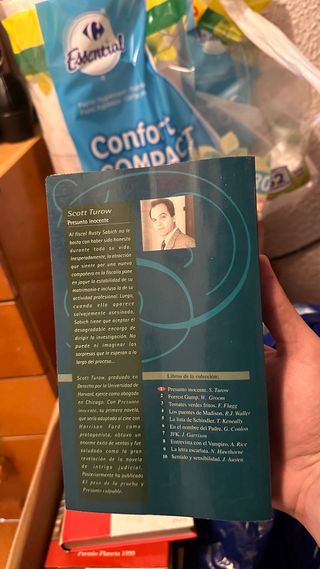 Carrefour
Essential
Confort
COMPACT
Scott Turow
Presunto inocente
Al fiscal Rusty Sabich no le
basta con haber sido honesto
durante toda su vida.
Inesperadamente, la atracción
que siente por una nueva
compañera en la fiscalía pone
en jaque la estabilidad de su
matrimonio e incluso la de su
actividad profesional. Luego,
cuando ella aparece
salvajemente asesinada,
Sabich tiene que aceptar el
desagradable encargo de
dirigir la investigación. No
puede ni imaginar las
sorpresas que le esperan a lo
largo del proceso...
Scott Turow, graduado en
Derecho por la Universidad de
Harvard, ejerce como abogado
en Chicago. Con Presunto
inocente, su primera novela,
que sería adaptada al cine con
Harrison Ford como
protagonista, obtuvo un
enorme éxito de ventas y fue
saludado como la gran
revelación de la novela
de intriga judicial.
Posteriormente ha publicado
El peso de la prueba y
Presunto culpable.
Libros de la colección:
1 Presunto inocente. S. Turow
2 Forrest Gump. W. Groom
3 Tomates verdes fritos. F. Flagg
4 Los puentes de Madison. R.J. Waller
5 La lista de Schindler. T. Keneally
6 En el nombre del Padre. G. Conlon
7 JFK. J. Garrison
8 Entrevista con el Vampiro. A. Rice
9 La letra escarlata. N. Hawthorne
10 Sentido y sensibilidad. J. Austen
Premio Planeta 1999